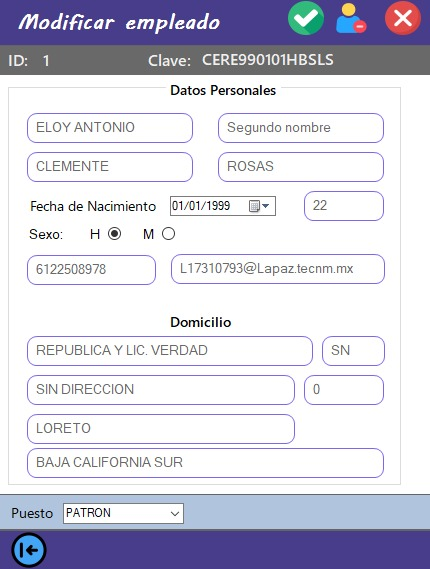 Modificar empleado
ID: 1 Clave: CERE990101HBSLS
Datos Personales
ELOY ANTONIO Segundo nombre
CLEMENTE ROSAS
Fecha de Nacimiento 01/01/1999 22
Sexo: H M
6122508978 L17310793@Lapaz.tecnm.mx
Domicilio
REPUBLICA Y LIC. VERDAD SN
SIN DIRECCION 0
LORETO
BAJA CALIFORNIA SUR
Puesto PATRON